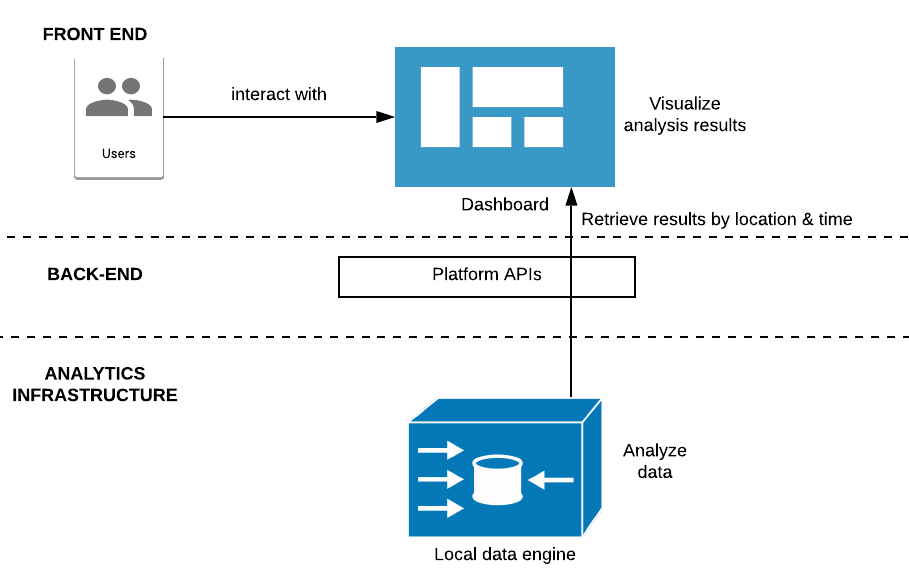 FRONT END
Users
interact with
Visualize
analysis results
Dashboard
Retrieve results by location & time
BACK-END
Platform APIs
ANALYTICS
INFRASTRUCTURE
Analyze
data
Local data engine